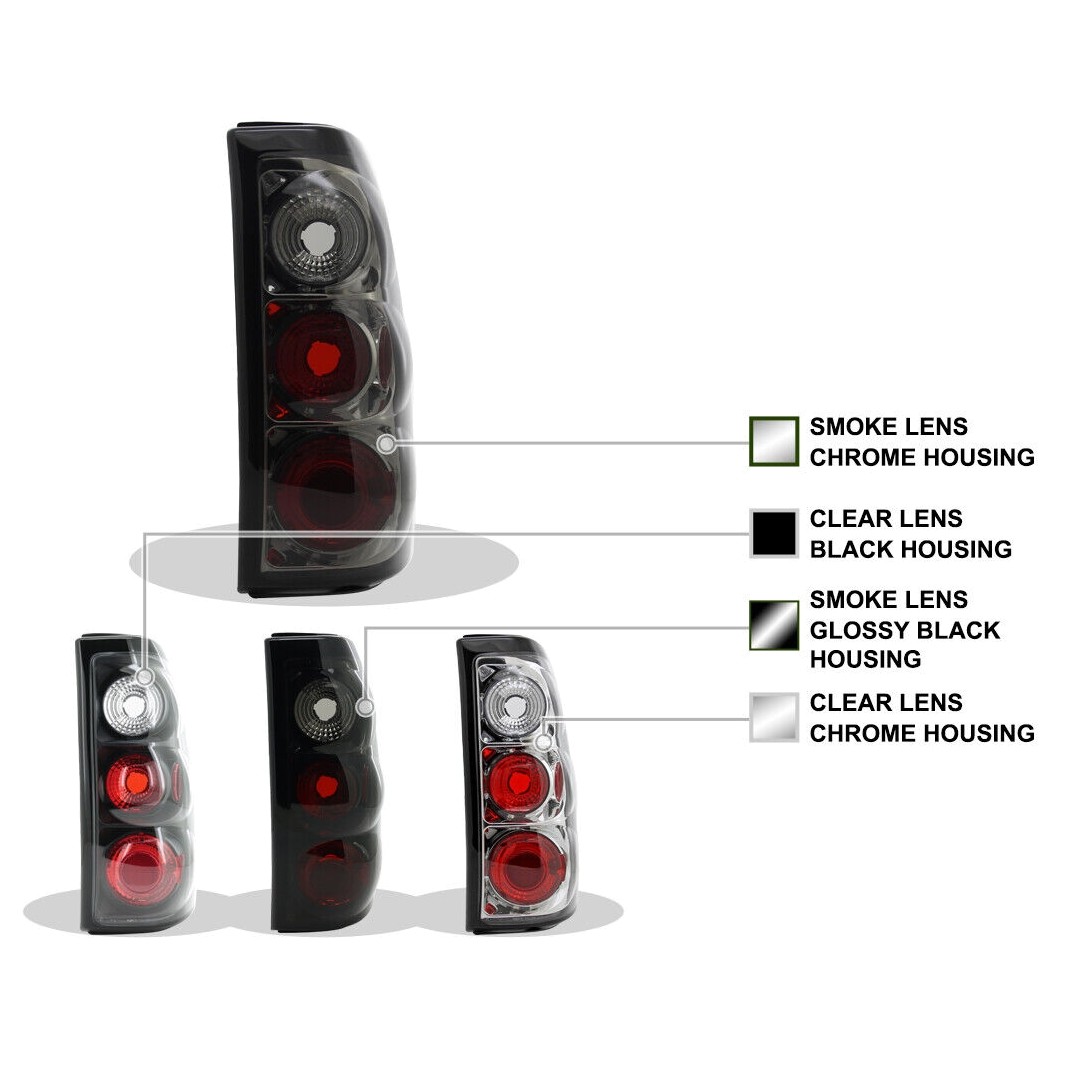 SMOKE LENS
CHROME HOUSING
CLEAR LENS
BLACK HOUSING
SMOKE LENS
GLOSSY BLACK
HOUSING
CLEAR LENS
CHROME HOUSING